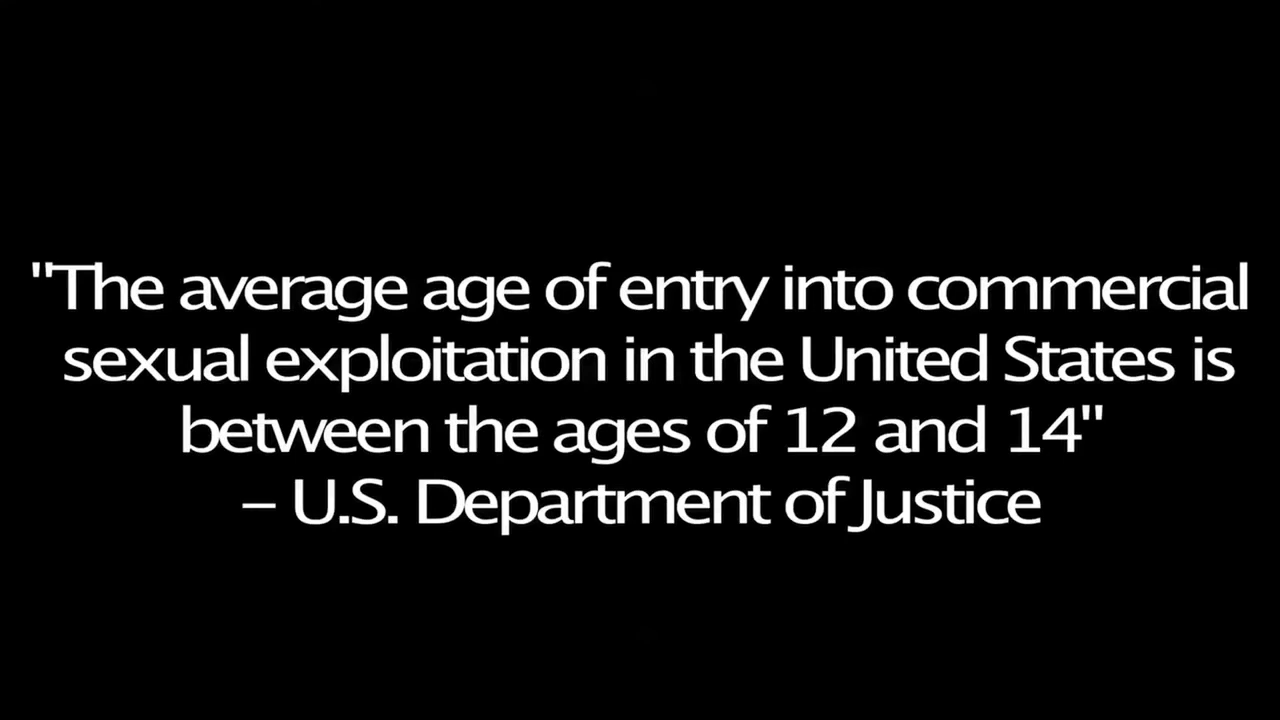 "The average age of entry into commercial
sexual exploitation in the United States is
between the ages of 12 and 14"
– U.S. Department of Justice